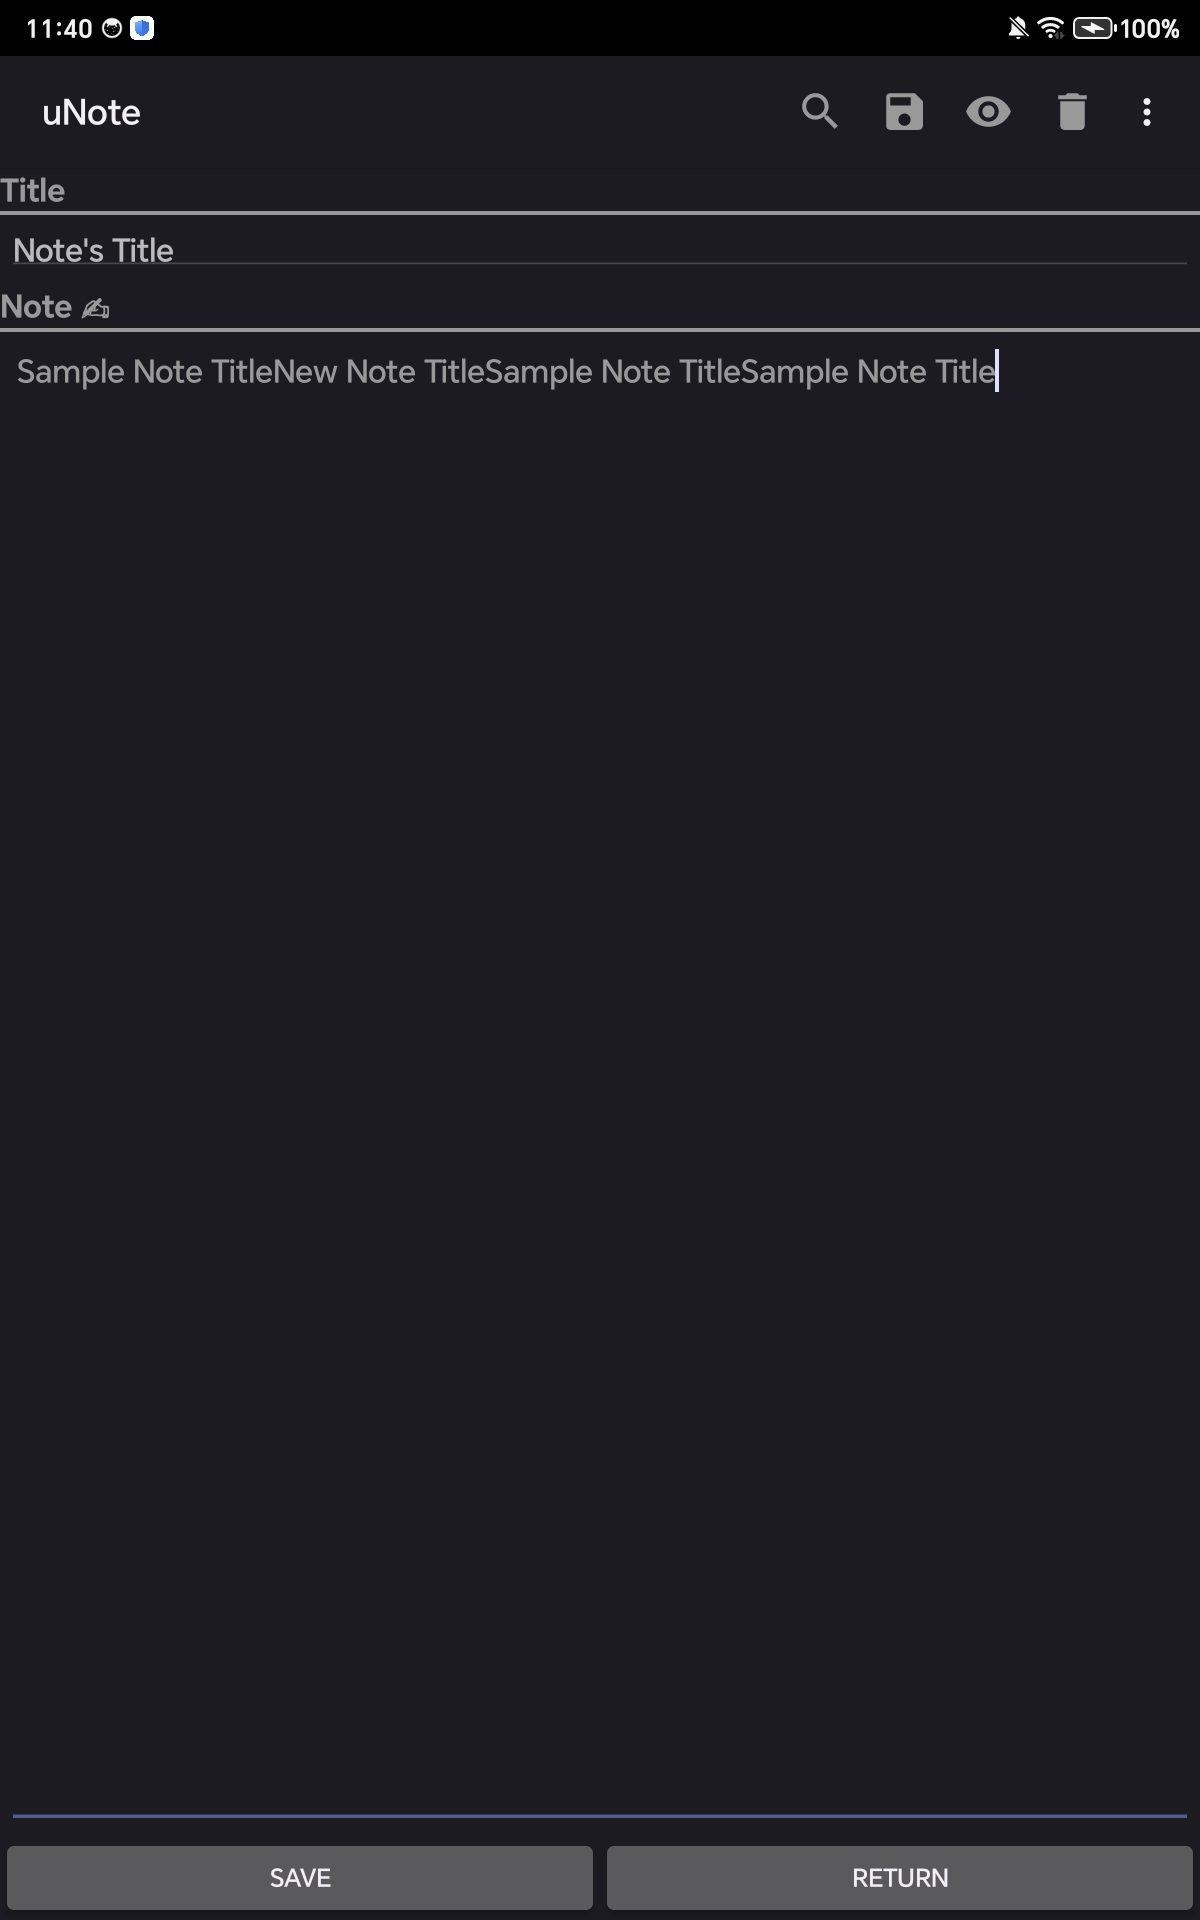 11:40
100%
uNote
Title
Note's Title
Note ✍
Sample Note TitleNew Note TitleSample Note TitleSample Note Title
SAVE
RETURN